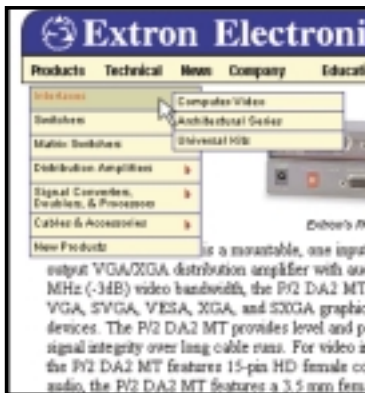 Extron Electroni
Products Technical News Company Educati
Interfaces
Computer Video
Switchers
Architectural Series
Matrix Switchers
Universal Kits
Distribution Amplifiers
Signal Converters,
Doublers, & Processors
Cables & Accessories
Extron's P/
New Products
is a mountable, one input
output VGA/XGA distribution amplifier with aud
MHz (-3dB) video bandwidth, the P/2 DA2 MT
VGA, SVGA, VESA, XGA, and SXGA graphic
devices. The P/2 DA2 MT provides level and p
signal integrity over long cable runs. For video i
the P/2 DA2 MT features 15-pin HD female co
audio, the P/2 DA2 MT features a 3.5 mm fema